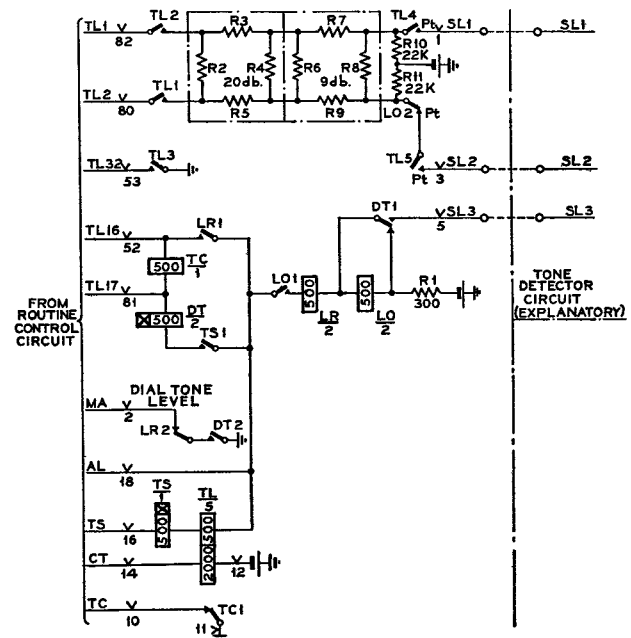 TL1 82 TL2 R3 R7 TL4 Pt 1 SL1 SL1
R10 22K
R2 R4 R6 R8
20db. 9db.
R11 22K
TL2 80 TL1 R5 R9 LO2 Pt
TL32 53 TL3 TL5 Pt 3 SL2 SL2
DT1 5 SL3 SL3
TL16 52 LR1
500 TC 1
TL17 81
500 DT 2
TS1
LO1 500 LR 2 500 LO 2 R1 300
FROM
ROUTINE
CONTROL
CIRCUIT
TONE
DETECTOR
CIRCUIT
(EXPLANATORY)
MA 2 DIAL TONE
LEVEL
LR2 DT2
AL 18
TS 1 TL 5
TS 16 500 500
CT 14 2000 12
TC 10 TC1
11